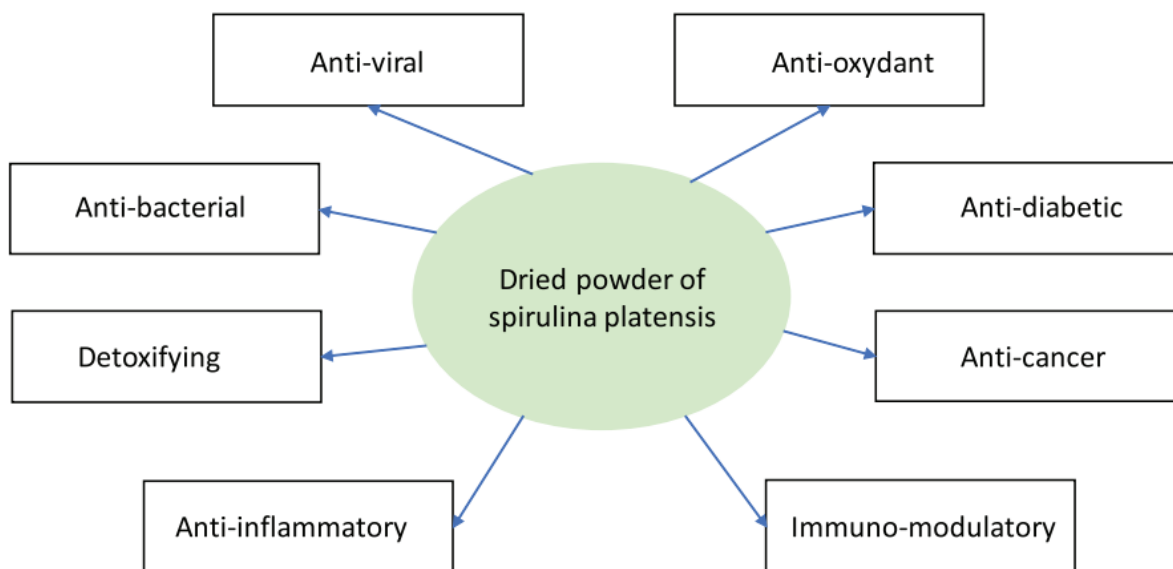 Anti-viral
Anti-oxydant
Anti-bacterial
Anti-diabetic
Dried powder of
spirulina platensis
Detoxifying
Anti-cancer
Anti-inflammatory
Immuno-modulatory